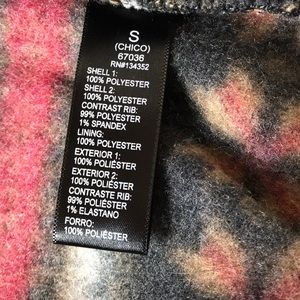 S
(CHICO)
67036
RN#134352
SHELL 1:
100% POLYESTER
SHELL 2:
100% POLYESTER
CONTRAST RIB:
99% POLYESTER
1% SPANDEX
LINING:
100% POLYESTER
EXTERIOR 1:
100% POLIÉSTER
EXTERIOR 2:
100% POLIÉSTER
CONTRASTE RIB:
99% POLIÉSTER
1% ELASTANO
FORRO:
100% POLIÉSTER